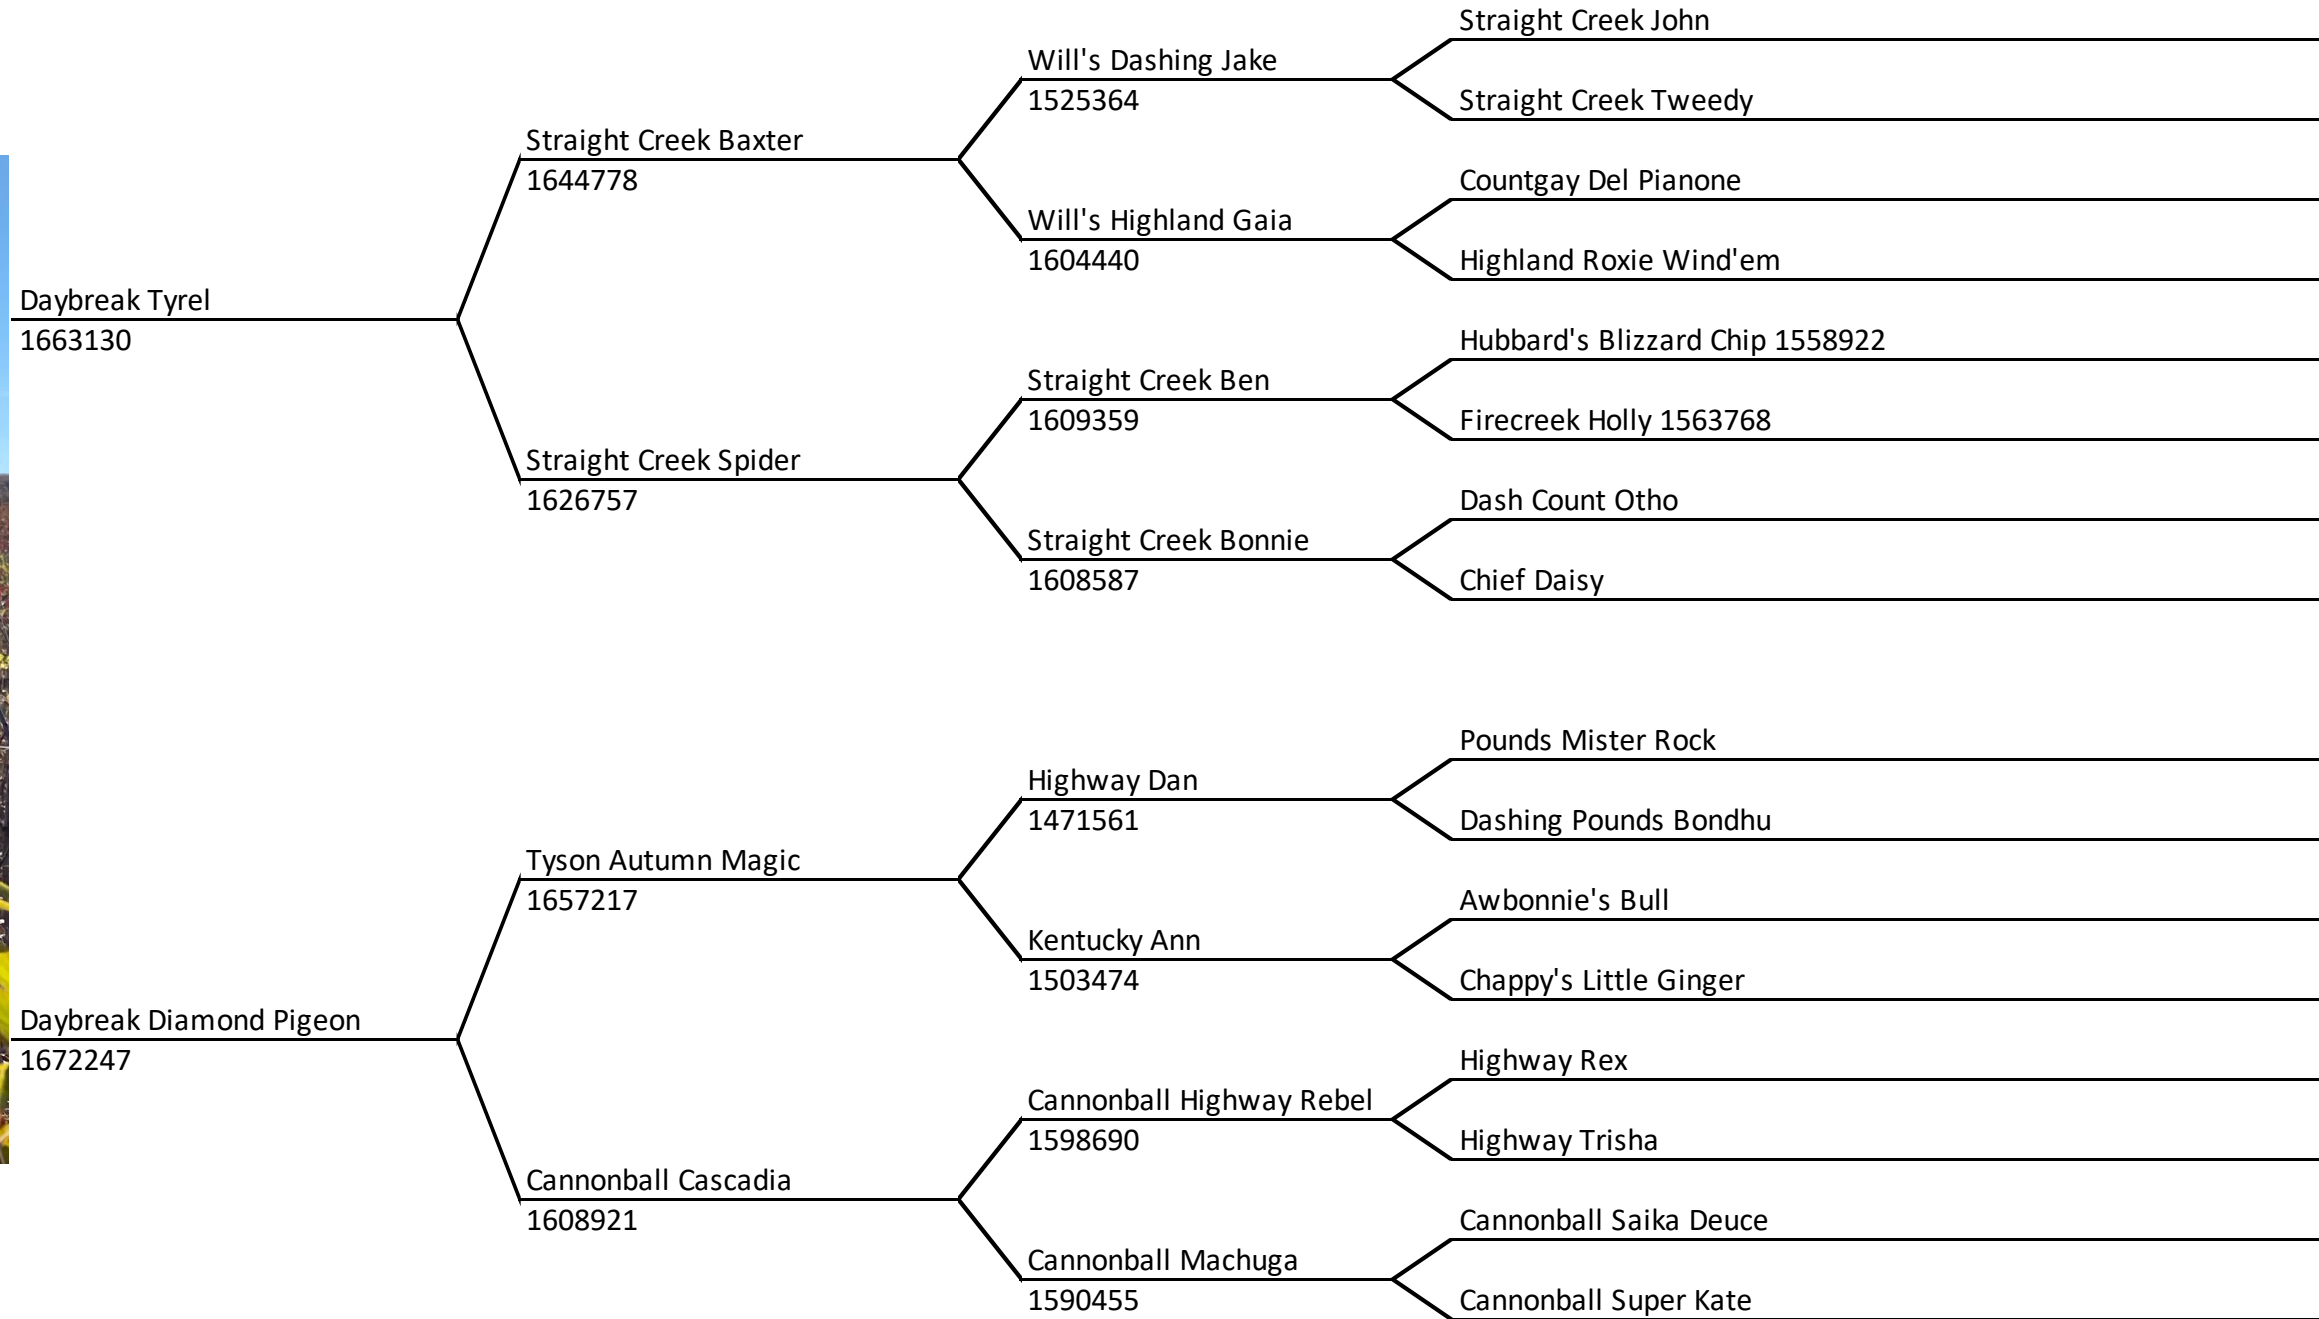 Straight Creek John
Will's Dashing Jake
1525364
Straight Creek Tweedy
Straight Creek Baxter
1644778
Countgay Del Pianone
Will's Highland Gaia
1604440
Highland Roxie Wind'em
Daybreak Tyrel
1663130
Hubbard's Blizzard Chip 1558922
Straight Creek Ben
1609359
Firecreek Holly 1563768
Straight Creek Spider
1626757
Dash Count Otho
Straight Creek Bonnie
1608587
Chief Daisy
Pounds Mister Rock
Highway Dan
1471561
Dashing Pounds Bondhu
Tyson Autumn Magic
1657217
Awbonnie's Bull
Kentucky Ann
1503474
Chappy's Little Ginger
Daybreak Diamond Pigeon
1672247
Highway Rex
Cannonball Highway Rebel
1598690
Highway Trisha
Cannonball Cascadia
1608921
Cannonball Saika Deuce
Cannonball Machuga
1590455
Cannonball Super Kate